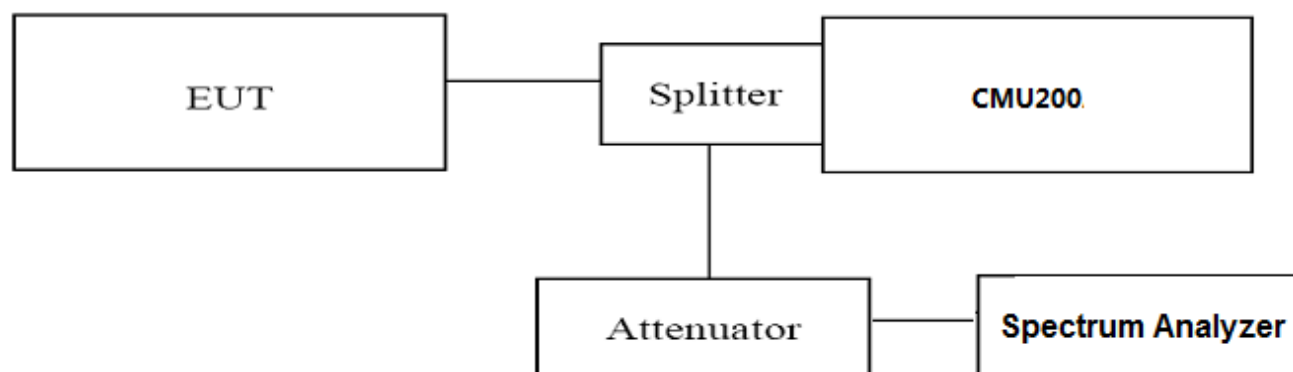 EUT
Splitter
CMU200
Attenuator
Spectrum Analyzer